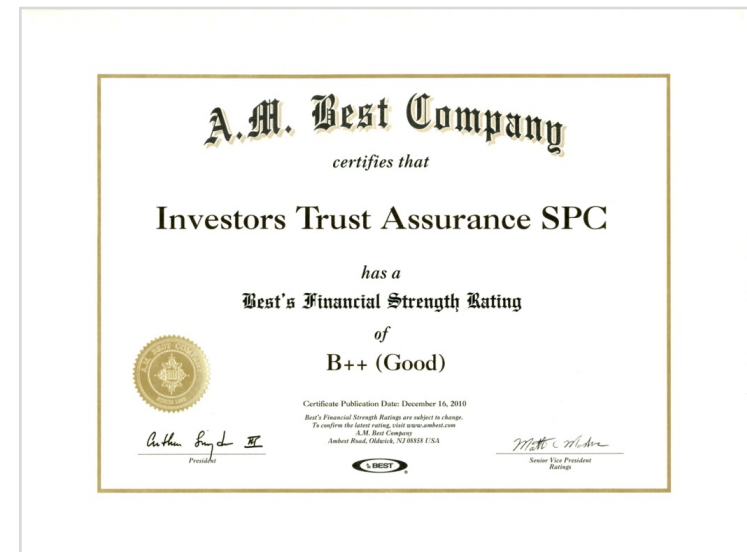 A.M. Best Company
certifies that
Investors Trust Assurance SPC
has a
Best's Financial Strength Rating
of
B++ (Good)
A.M. BEST COMPANY
Certificate Publication Date: December 16, 2010
Best's Financial Strength Ratings are subject to change.
To confirm the latest rating, visit www.ambest.com
A.M. Best Company
Ambest Road, Oldwick, NJ 08858 USA
President
BEST
Senior Vice President
Ratings